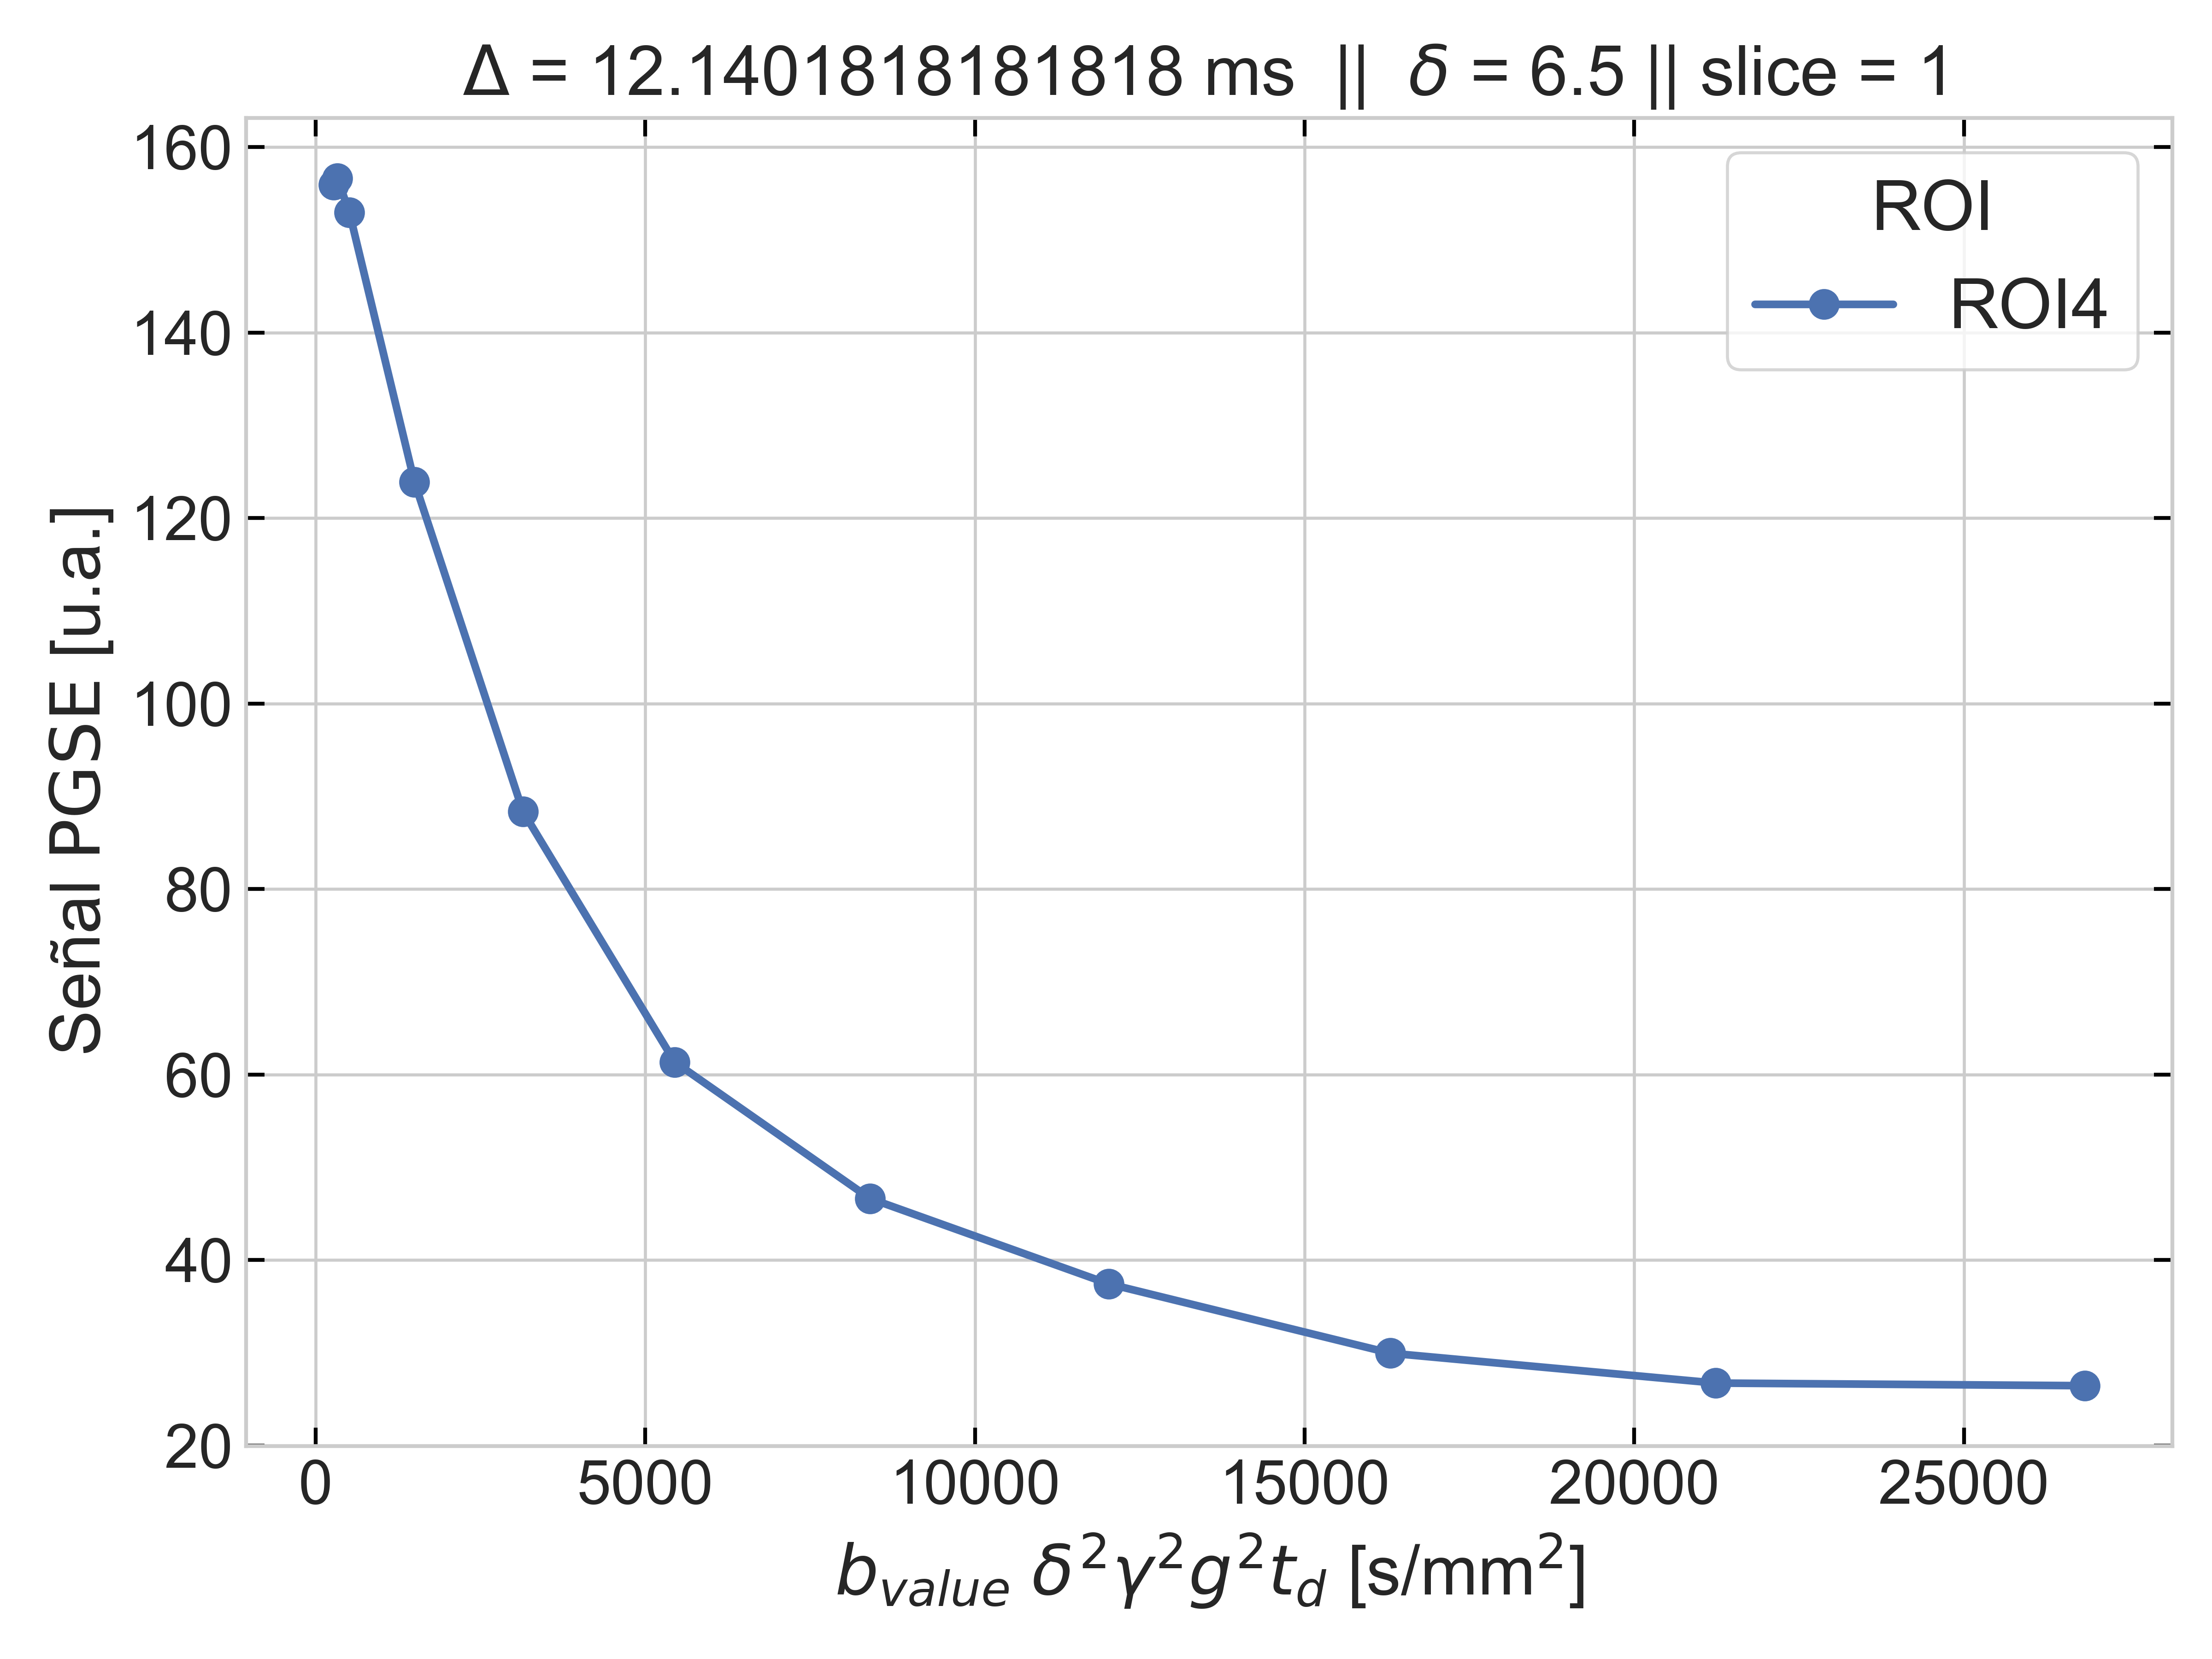 Δ = 12.140181818181818 ms || δ = 6.5 || slice = 1
160
140
120
100
80
60
40
20
Señal PGSE [u.a.]
ROI
ROI4
0 5000 10000 15000 20000 25000
b_value δ²γ²g²t_d [s/mm²]